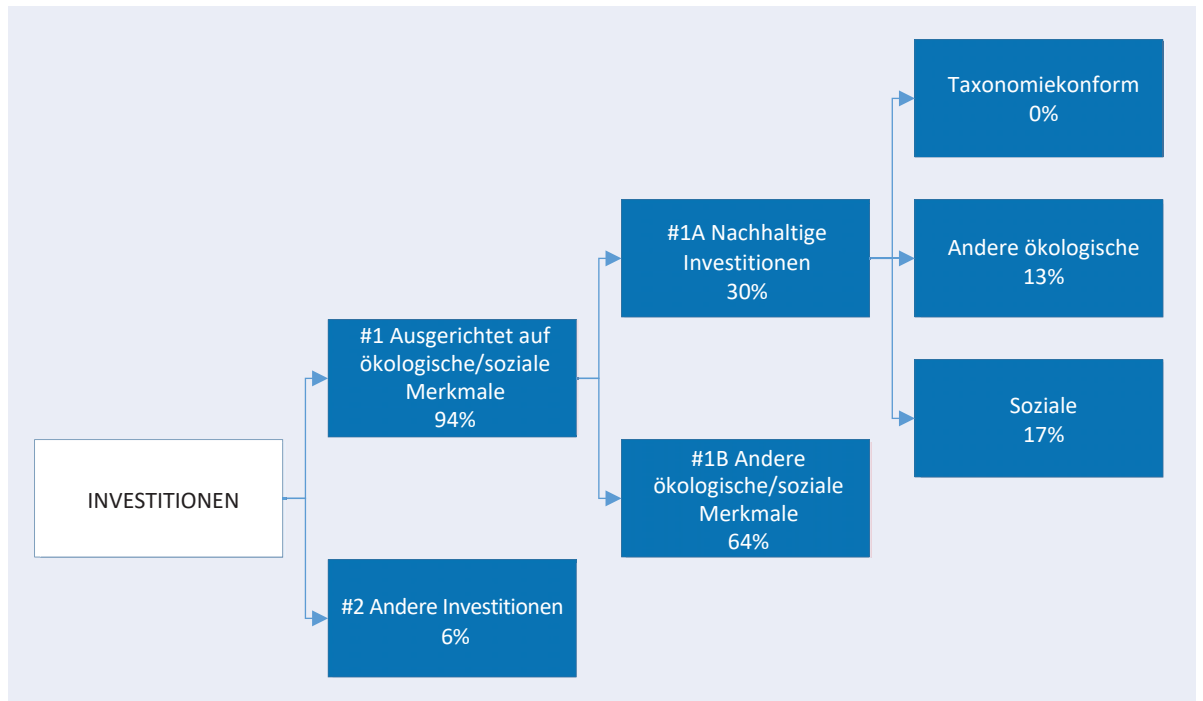 INVESTITIONEN
#1 Ausgerichtet auf
ökologische/soziale
Merkmale
94%
#2 Andere Investitionen
6%
#1A Nachhaltige
Investitionen
30%
#1B Andere
ökologische/soziale
Merkmale
64%
Taxonomiekonform
0%
Andere ökologische
13%
Soziale
17%